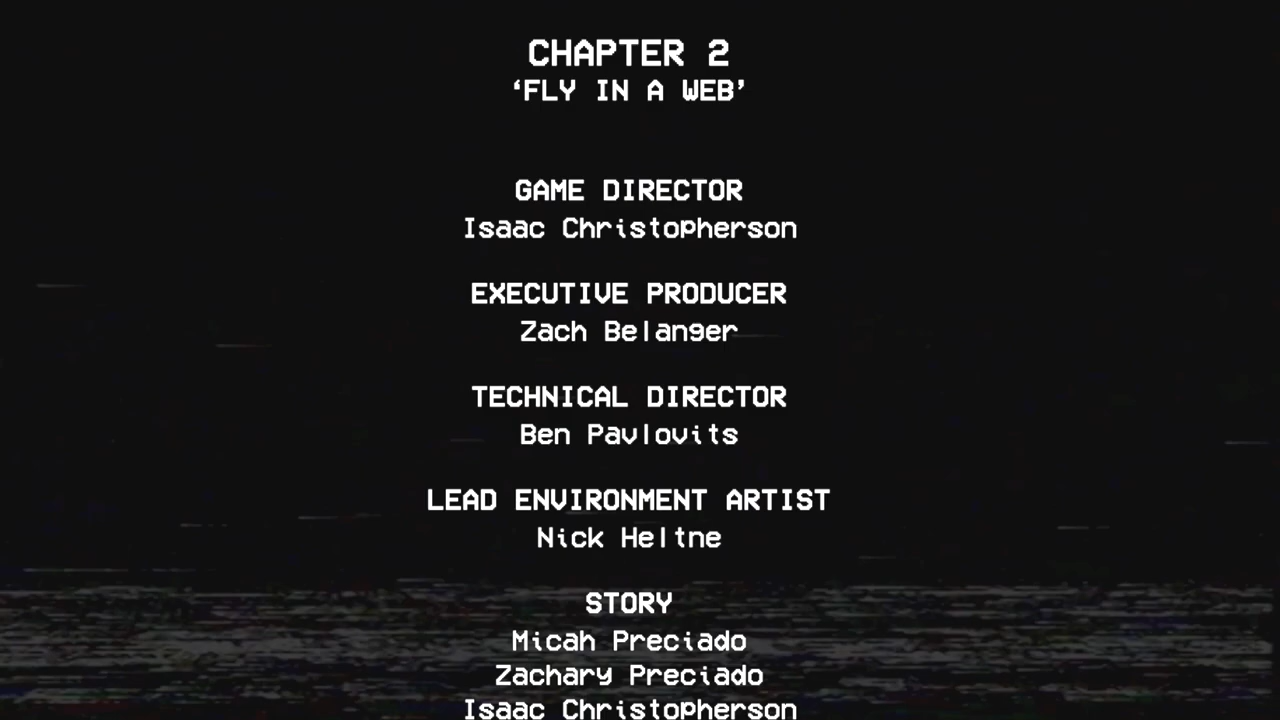 CHAPTER 2
‘FLY IN A WEB’
GAME DIRECTOR
Isaac Christopherson
EXECUTIVE PRODUCER
Zach Belanger
TECHNICAL DIRECTOR
Ben Pavlovits
LEAD ENVIRONMENT ARTIST
Nick Heltne
STORY
Micah Preciado
Zachary Preciado
Isaac Christopherson